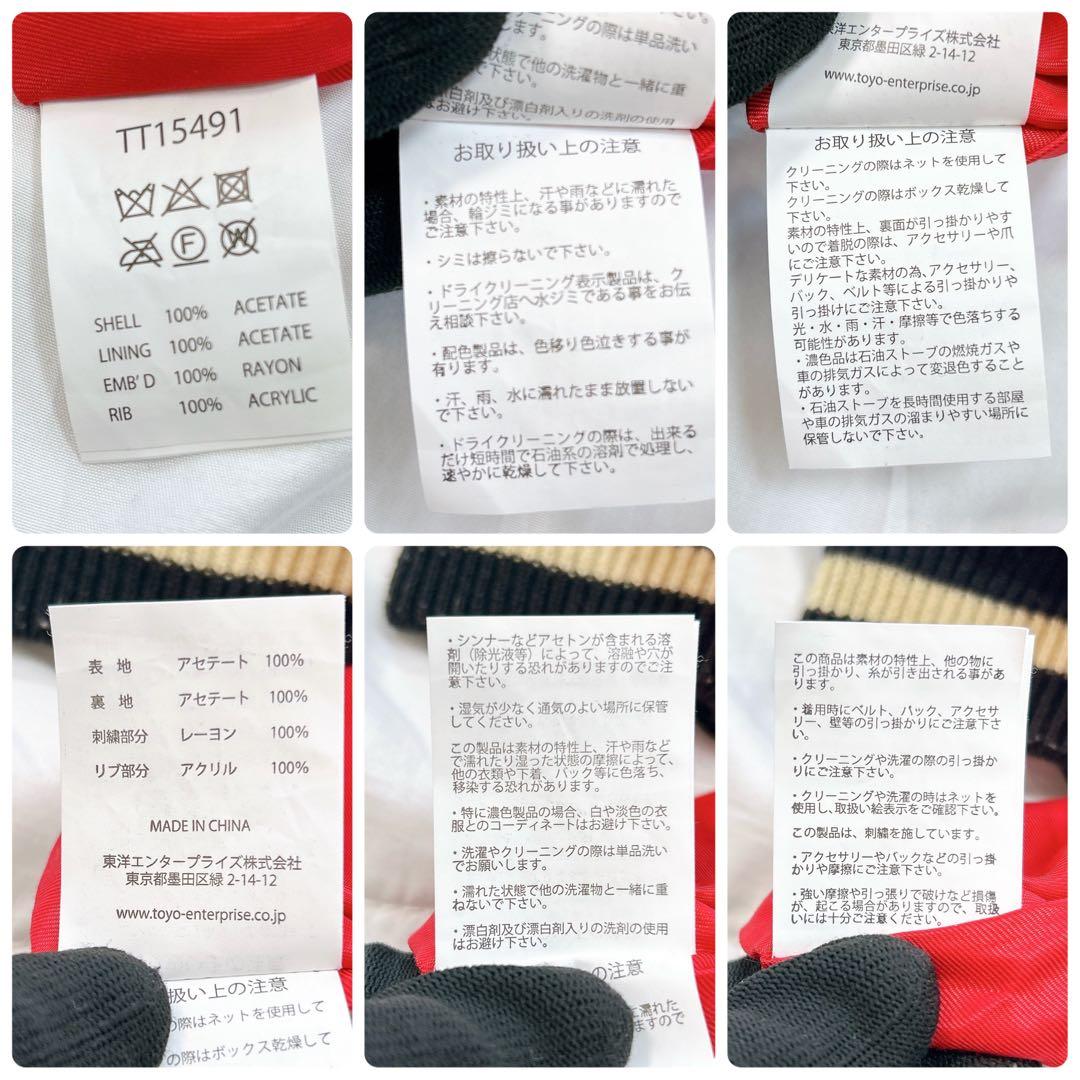 TT15491
F
W
SHELL 100% ACETATE
LINING 100% ACETATE
EMB'D 100% RAYON
RIB 100% ACRYLIC
ングの際は単品洗い
します。
状態で他の洗濯物と一緒に重
で下さい。
漂白剤及び漂白剤入りの洗剤の使用
はお避け下さい。
お取り扱い上の注意
・素材の特性上、汗や雨などに濡れた
場合、輪ジミになる事がありますので
ご注意下さい。
・シミは擦らないで下さい。
・ドライクリーニング表示製品は、ク
リーニング店へ水ジミである事をお伝
え相談下さい。
・配色製品は、色移り色泣きする事が
有ります。
・汗、雨、水に濡れたまま放置しない
で下さい。
・ドライクリーニングの際は、出来る
だけ短時間で石油系の溶剤で処理し、
速やかに乾燥して下さい。
東洋エンタープライズ株式会社
東京都墨田区緑 2-14-12
www.toyo-enterprise.co.jp
お取り扱い上の注意
クリーニングの際はネットを使用して
下さい。
クリーニングの際はボックス乾燥して
下さい。
素材の特性上、裏面が引っ掛かりやす
いので着脱の際は、アクセサリーや爪
にご注意下さい。
デリケートな素材の為、アクセサリー、
バック、ベルト等による引っ掛かりや
引っ掛けにご注意下さい。
光・水・雨・汗・摩擦等で色落ちする
可能性があります。
・濃色品は石油ストーブの燃焼ガスや
車の排気ガスによって変退色すること
があります。
・石油ストーブを長時間使用する部屋
や車の排気ガスの溜まりやすい場所に
保管しないで下さい。
表 地 アセテート 100%
裏 地 アセテート 100%
刺繍部分 レーヨン 100%
リブ部分 アクリル 100%
MADE IN CHINA
東洋エンタープライズ株式会社
東京都墨田区緑 2-14-12
www.toyo-enterprise.co.jp
扱い上の注意
の際はネットを使用して
の際はボックス乾燥して
・シンナーなどアセトンが含まれる溶
剤（除光液等）によって、溶融や穴が
開いたりする恐れがありますのでご注
意下さい。
・湿気が少なく通気のよい場所に保管
してください。
この製品は素材の特性上、汗や雨など
で濡れたり湿った状態の摩擦によって、
他の衣類や下着、バック等に色落ち、
移染する恐れがあります。
・特に濃色製品の場合、白や淡色の衣
服とのコーディネートはお避け下さい。
・洗濯やクリーニングの際は単品洗い
でお願いします。
・濡れた状態で他の洗濯物と一緒に重
ねないで下さい。
・漂白剤及び漂白剤入りの洗剤の使用
はお避け下さい。
の注意
に濡れた
ますので
この商品は素材の特性上、他の物に
引っ掛かり、糸が引き出される事があ
ります。
・着用時にベルト、バック、アクセサ
リー、壁等の引っ掛かりにご注意下さ
い。
・クリーニングや洗濯の際の引っ掛か
りにご注意下さい。
・クリーニングや洗濯の時はネットを
使用し、取扱い絵表示をご確認下さい。
この製品は、刺繍を施しています。
・アクセサリーやバックなどの引っ掛
かりや摩擦にご注意下さい。
・強い摩擦や引っ張りで破けなど損傷
が、起こる場合がありますので、取扱
いには十分ご注意ください。